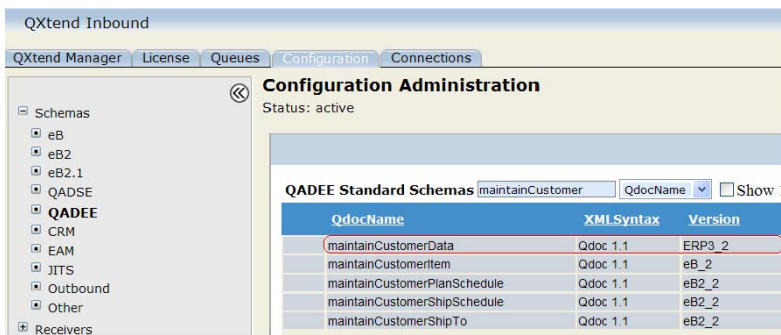 QXtend Inbound
QXtend Manager License Queues Configuration Connections
Configuration Administration
Status: active
Schemas
eB
eB2
eB2.1
QADSE
QADEE
CRM
EAM
JITS
Outbound
Other
Receivers
QADEE Standard Schemas maintainCustomer QdocName Show
QdocName XMLSyntax Version
maintainCustomerData Qdoc 1.1 ERP3_2
maintainCustomerItem Qdoc 1.1 eB_2
maintainCustomerPlanSchedule Qdoc 1.1 eB2_2
maintainCustomerShipSchedule Qdoc 1.1 eB2_2
maintainCustomerShipTo Qdoc 1.1 eB2_2